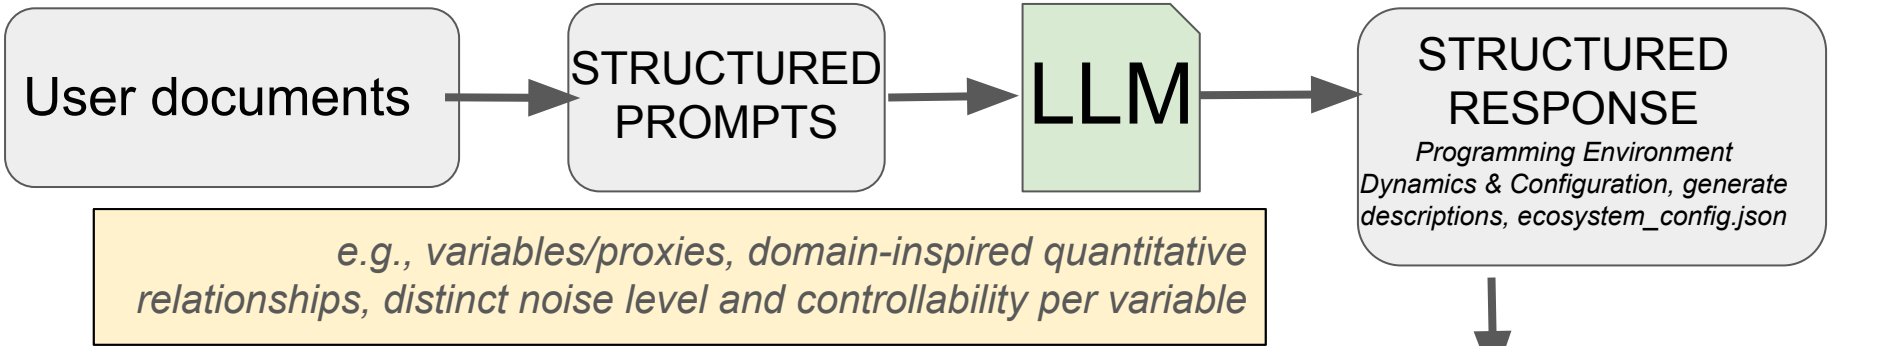 User documents
STRUCTURED
PROMPTS
LLM
STRUCTURED
RESPONSE
Programming Environment
Dynamics & Configuration, generate
descriptions, ecosystem_config.json
e.g., variables/proxies, domain-inspired quantitative
relationships, distinct noise level and controllability per variable